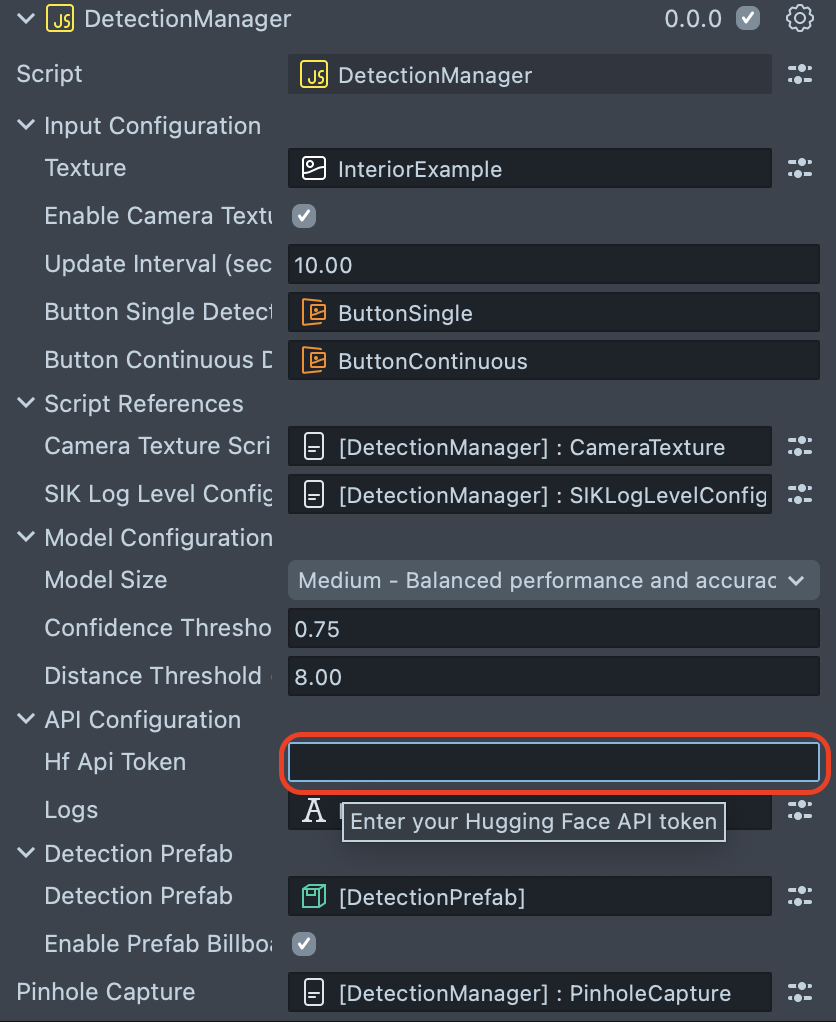 JS DetectionManager 0.0.0
Script JS DetectionManager
Input Configuration
Texture InteriorExample
Enable Camera Textu
Update Interval (sec 10.00
Button Single Detect ButtonSingle
Button Continuous D ButtonContinuous
Script References
Camera Texture Scri [DetectionManager] : CameraTexture
SIK Log Level Config [DetectionManager] : SIKLogLevelConfig
Model Configuration
Model Size Medium - Balanced performance and accurac
Confidence Thresho 0.75
Distance Threshold 8.00
API Configuration
Hf Api Token
Logs A
Enter your Hugging Face API token
Detection Prefab
Detection Prefab [DetectionPrefab]
Enable Prefab Billboa
Pinhole Capture [DetectionManager] : PinholeCapture